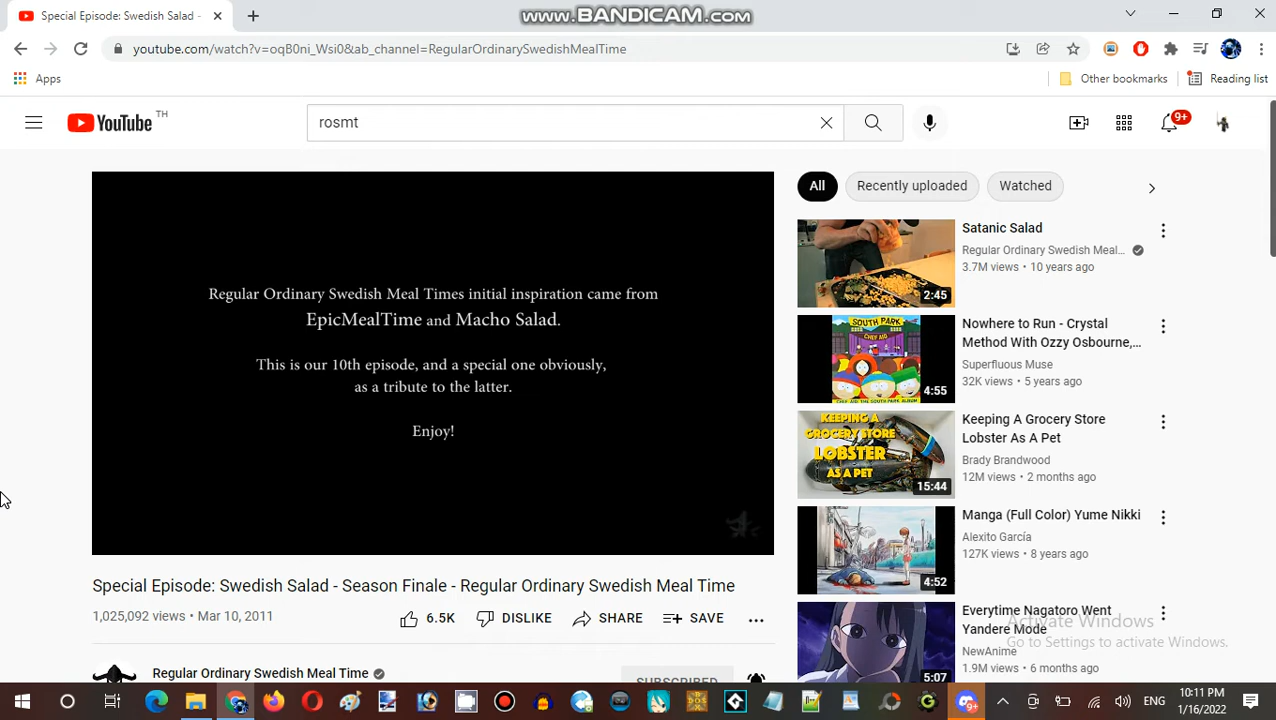 Special Episode: Swedish Salad -
www.BANDICAM.com
youtube.com/watch?v=oqB0ni_Wsi0&ab_channel=RegularOrdinarySwedishMealTime
Apps
Other bookmarks
Reading list
YouTube TH
rosmt
9+
Regular Ordinary Swedish Meal Times initial inspiration came from
EpicMealTime and Macho Salad.
This is our 10th episode, and a special one obviously,
as a tribute to the latter.
Enjoy!
Special Episode: Swedish Salad - Season Finale - Regular Ordinary Swedish Meal Time
1,025,092 views • Mar 10, 2011
6.5K
DISLIKE
SHARE
SAVE
Regular Ordinary Swedish Meal Time
SUBSCRIBED
All
Recently uploaded
Watched
Satanic Salad
Regular Ordinary Swedish Meal...
3.7M views • 10 years ago
2:45
SOUTH PARK
CHEF AID
Nowhere to Run - Crystal
Method With Ozzy Osbourne,...
Superfluous Muse
32K views • 5 years ago
4:55
KEEPING A
GROCERY STORE
LOBSTER
AS A PET
Keeping A Grocery Store
Lobster As A Pet
Brady Brandwood
12M views • 2 months ago
15:44
Manga (Full Color) Yume Nikki
Alexito García
127K views • 8 years ago
4:52
Everytime Nagatoro Went
Yandere Mode
NewAnime
1.9M views • 6 months ago
5:07
Activate Windows
Go to Settings to activate Windows.
9+
ENG
10:11 PM
1/16/2022